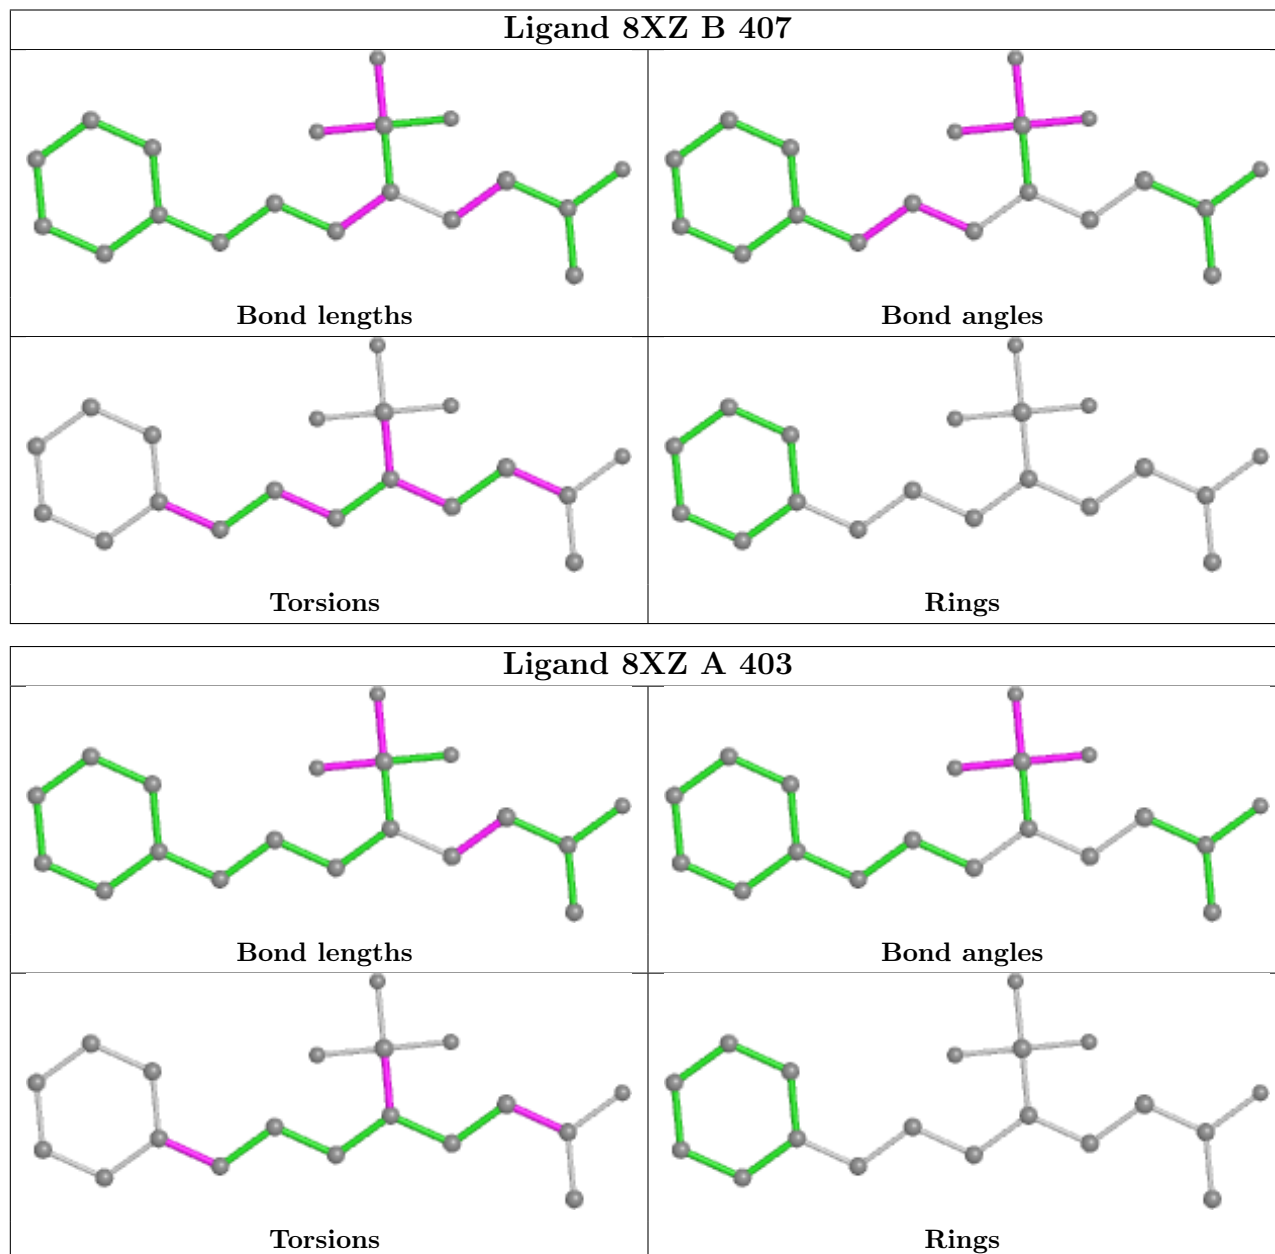 Ligand 8XZ B 407
Bond lengths
Bond angles
Torsions
Rings
Ligand 8XZ A 403
Bond lengths
Bond angles
Torsions
Rings